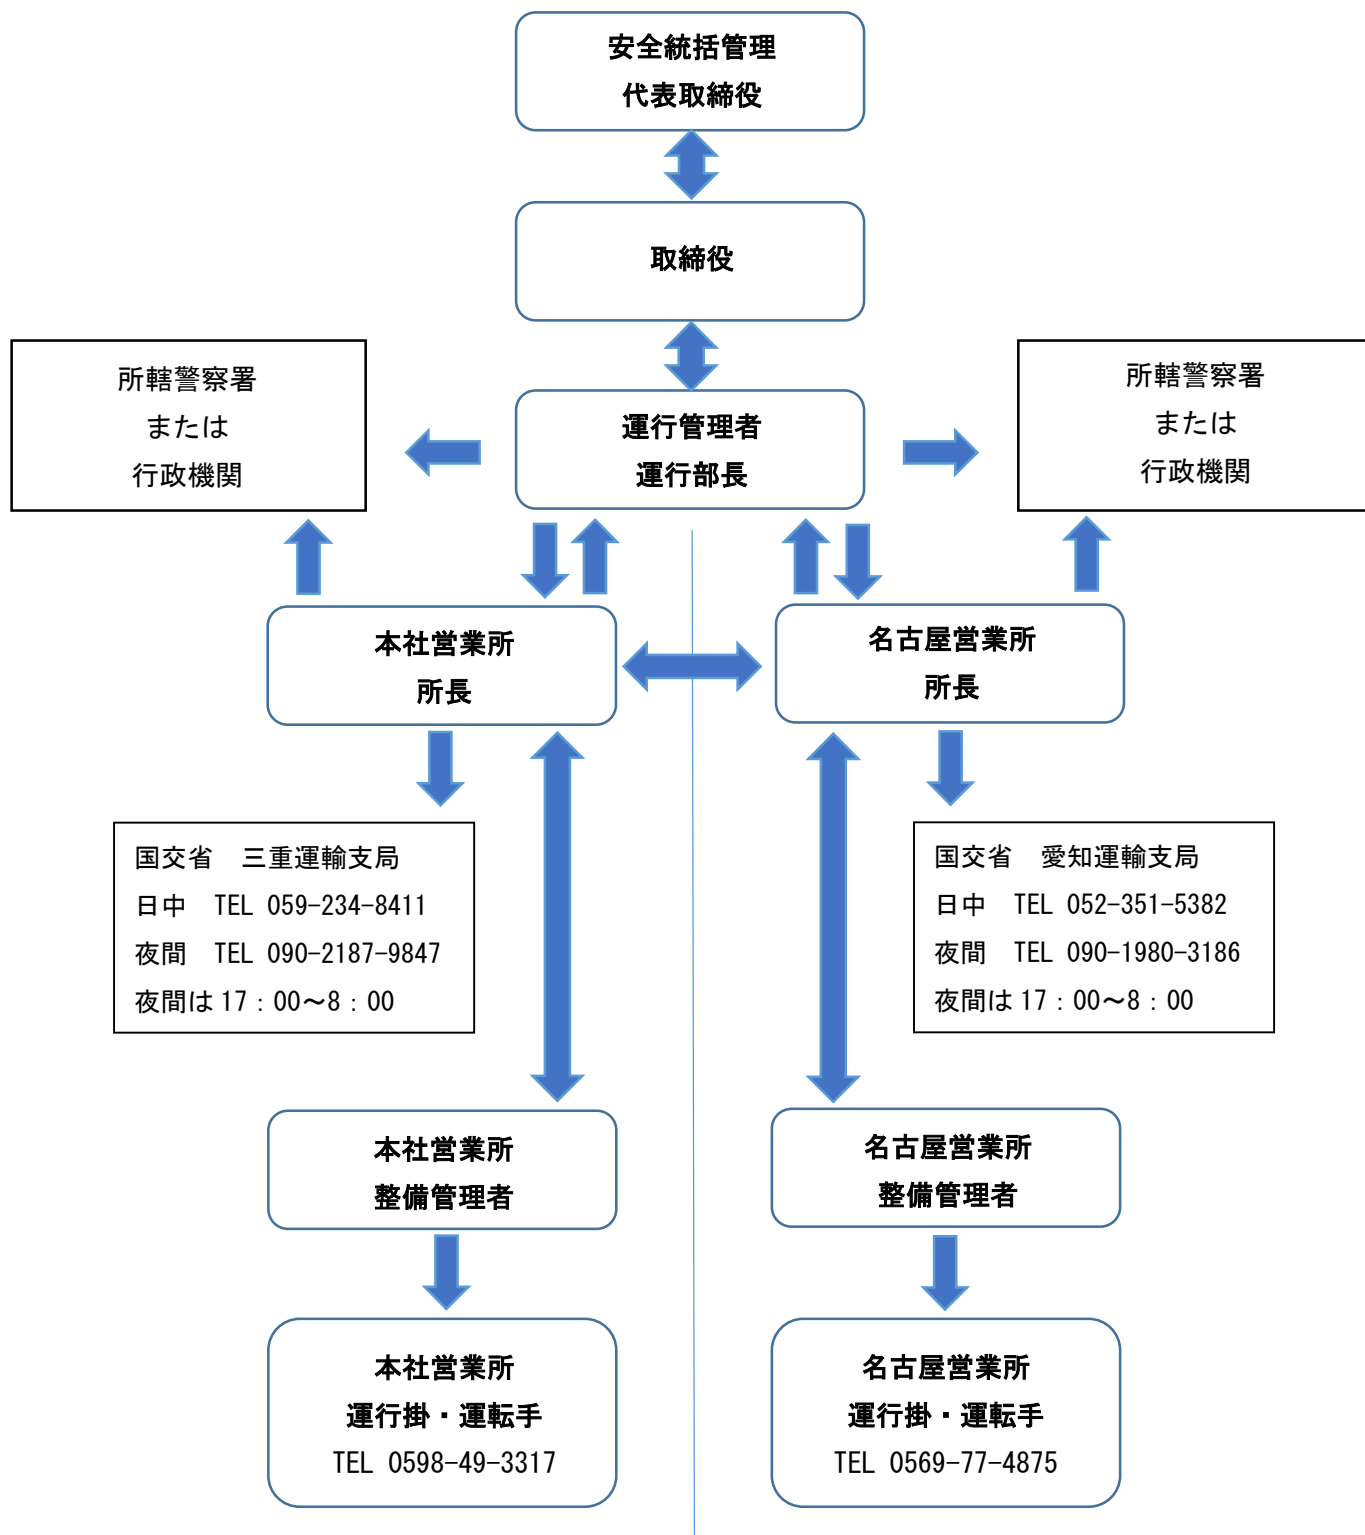 安全統括管理
代表取締役
取締役
所轄警察署
または
行政機関
運行管理者
運行部長
所轄警察署
または
行政機関
本社営業所
所長
名古屋営業所
所長
国交省　三重運輸支局
日中　TEL 059-234-8411
夜間　TEL 090-2187-9847
夜間は 17：00～8：00
国交省　愛知運輸支局
日中　TEL 052-351-5382
夜間　TEL 090-1980-3186
夜間は 17：00～8：00
本社営業所
整備管理者
名古屋営業所
整備管理者
本社営業所
運行掛・運転手
TEL 0598-49-3317
名古屋営業所
運行掛・運転手
TEL 0569-77-4875